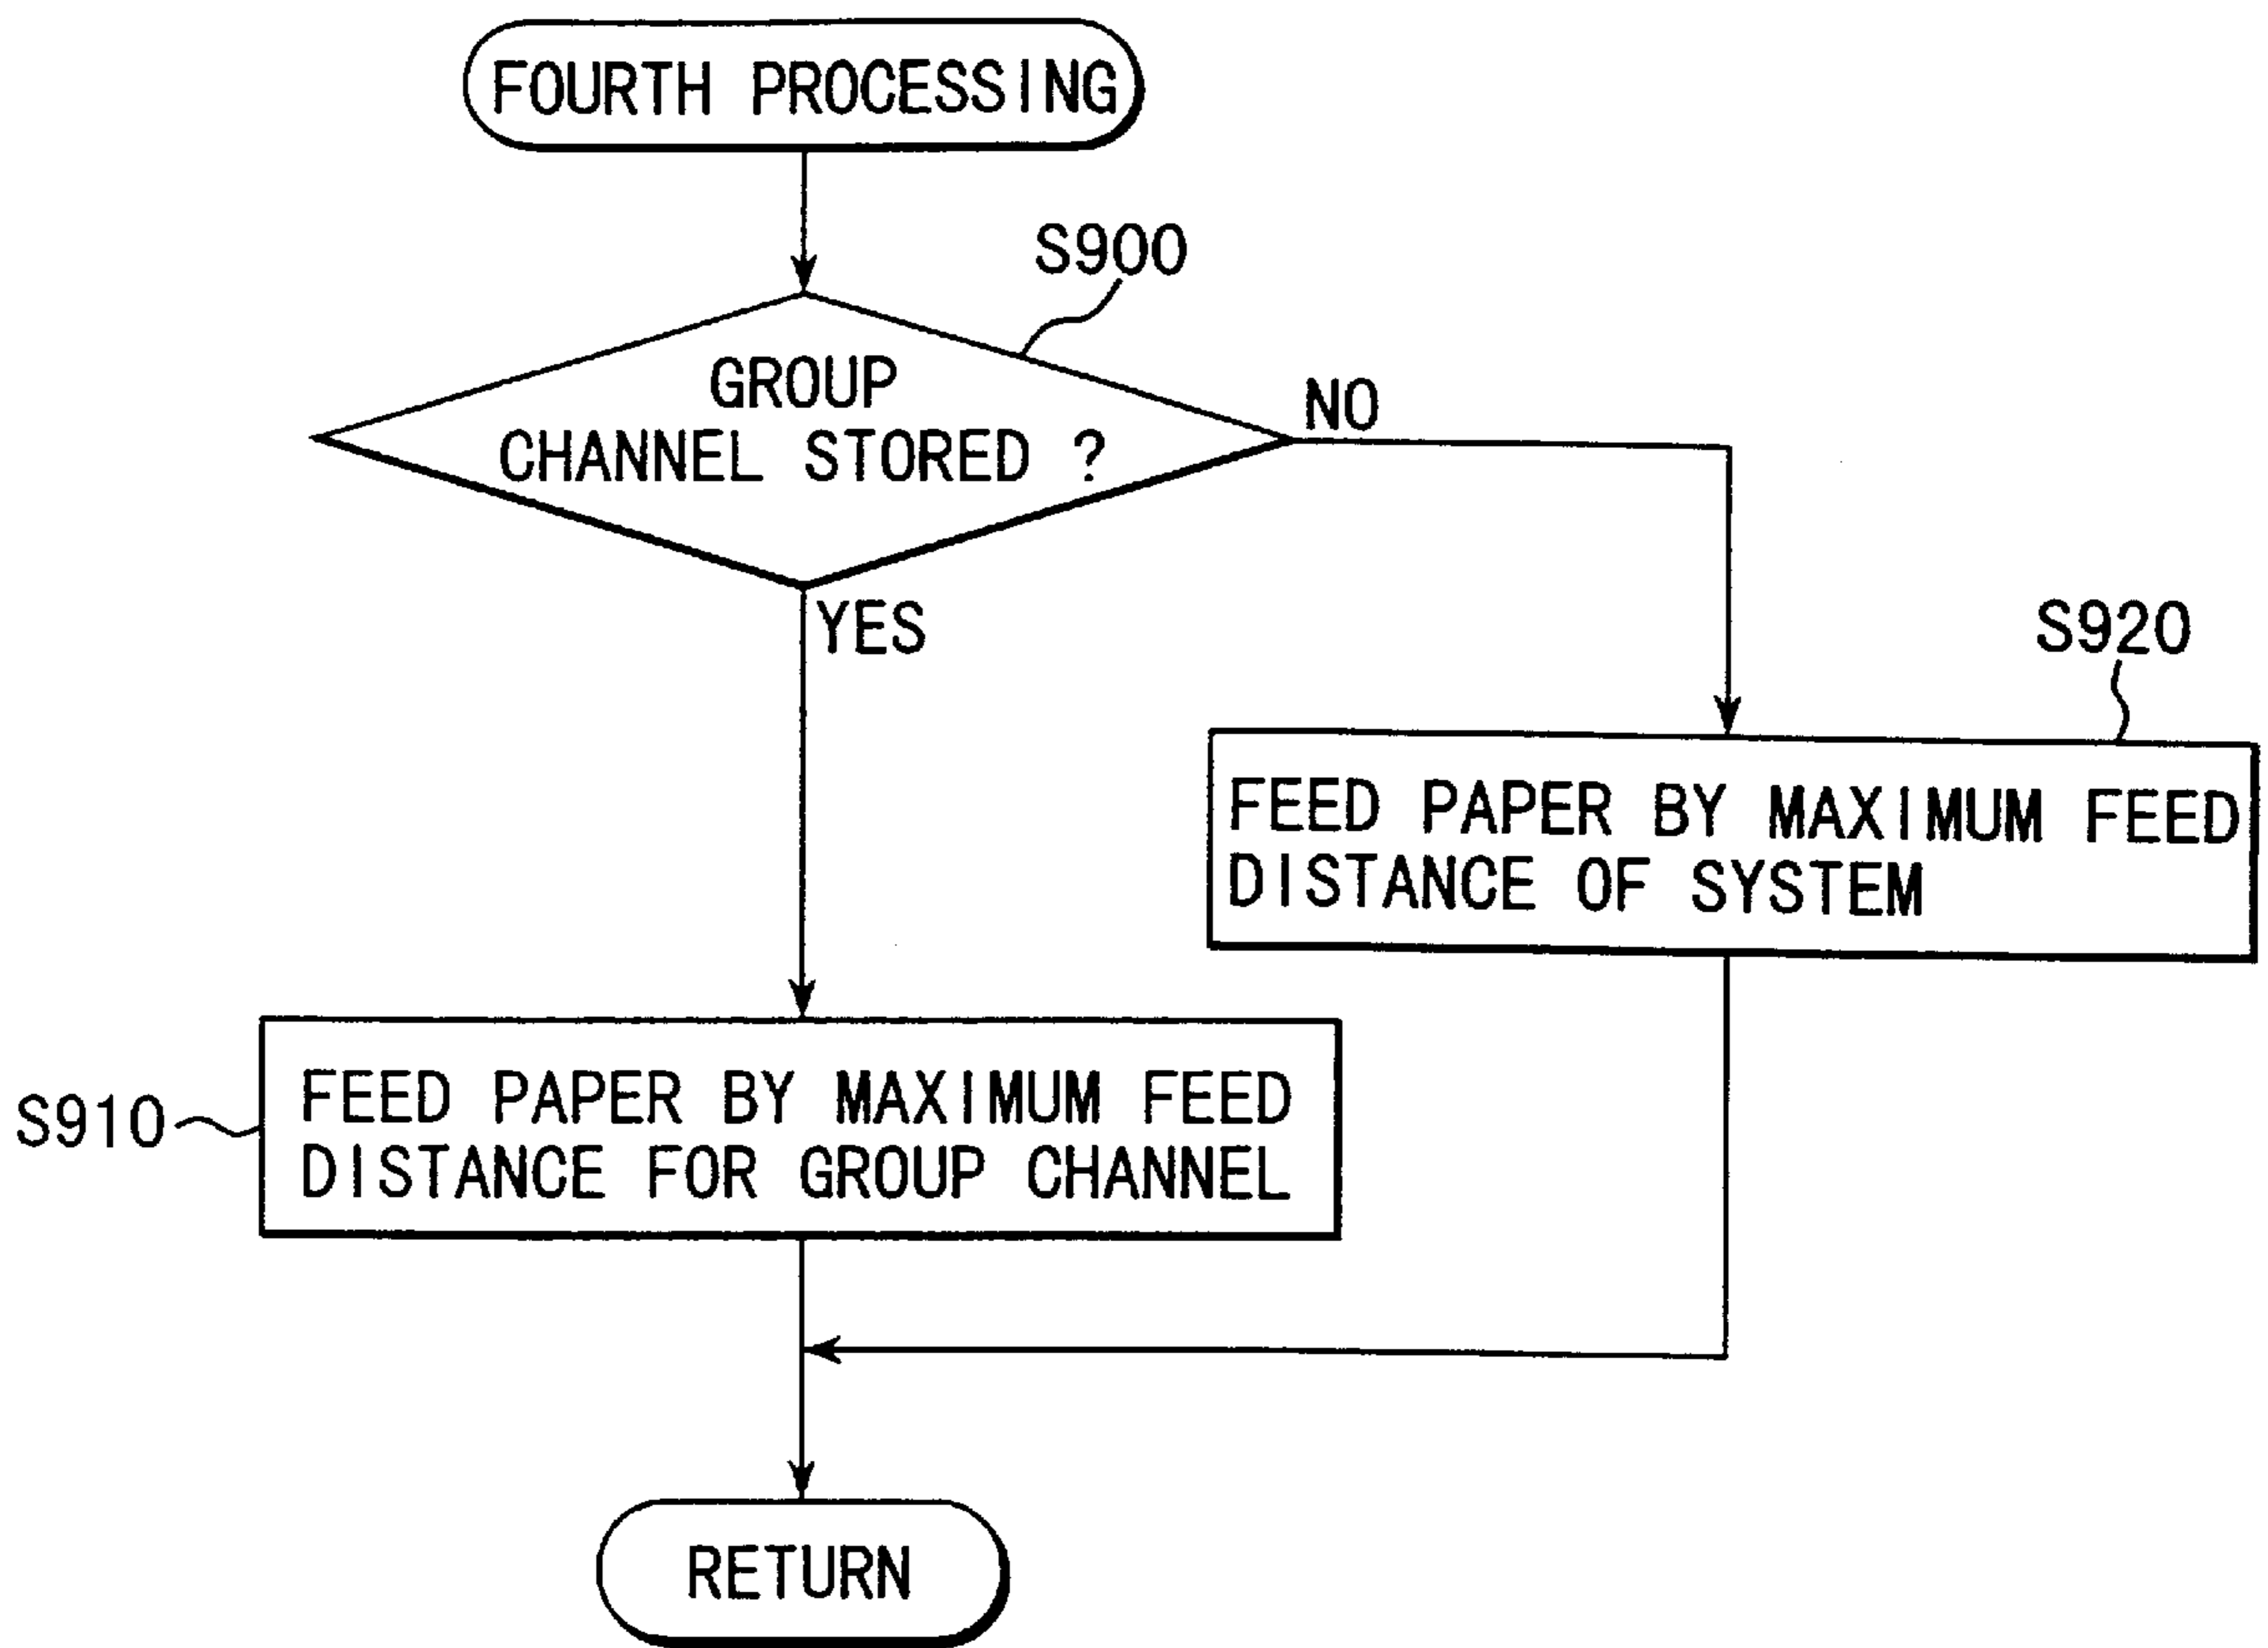 FOURTH PROCESSING
S900
GROUP
CHANNEL STORED ?
NO
YES
S920
FEED PAPER BY MAXIMUM FEED
DISTANCE OF SYSTEM
S910
FEED PAPER BY MAXIMUM FEED
DISTANCE FOR GROUP CHANNEL
RETURN